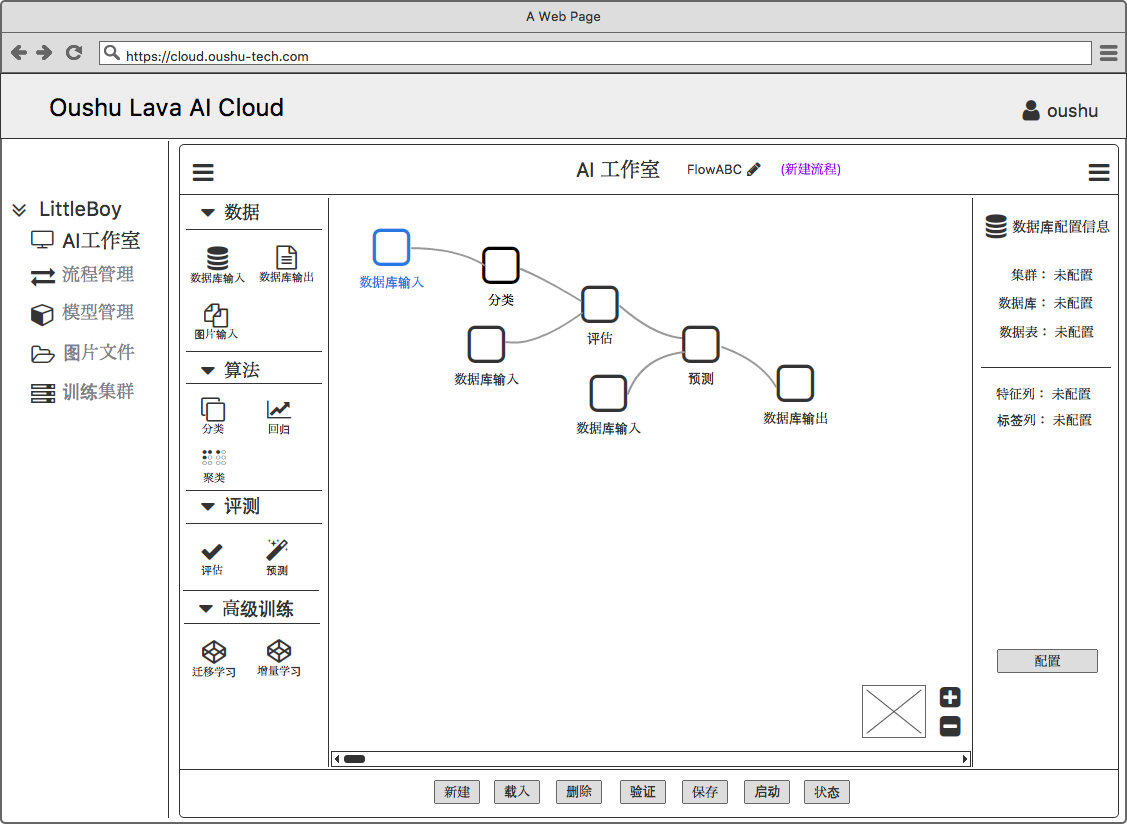 A Web Page
https://cloud.oushu-tech.com
Oushu Lava AI Cloud
oushu
LittleBoy
AI工作室
流程管理
模型管理
图片文件
训练集群
AI 工作室 FlowABC (新建流程)
数据
数据库输入 数据库输出
图片输入
算法
分类 回归
聚类
评测
评估 预测
高级训练
迁移学习 增量学习
数据库输入
分类
评估
数据库输入
预测
数据库输入
数据库输出
数据库配置信息
集群： 未配置
数据库： 未配置
数据表： 未配置
特征列： 未配置
标签列： 未配置
配置
新建 载入 删除 验证 保存 启动 状态